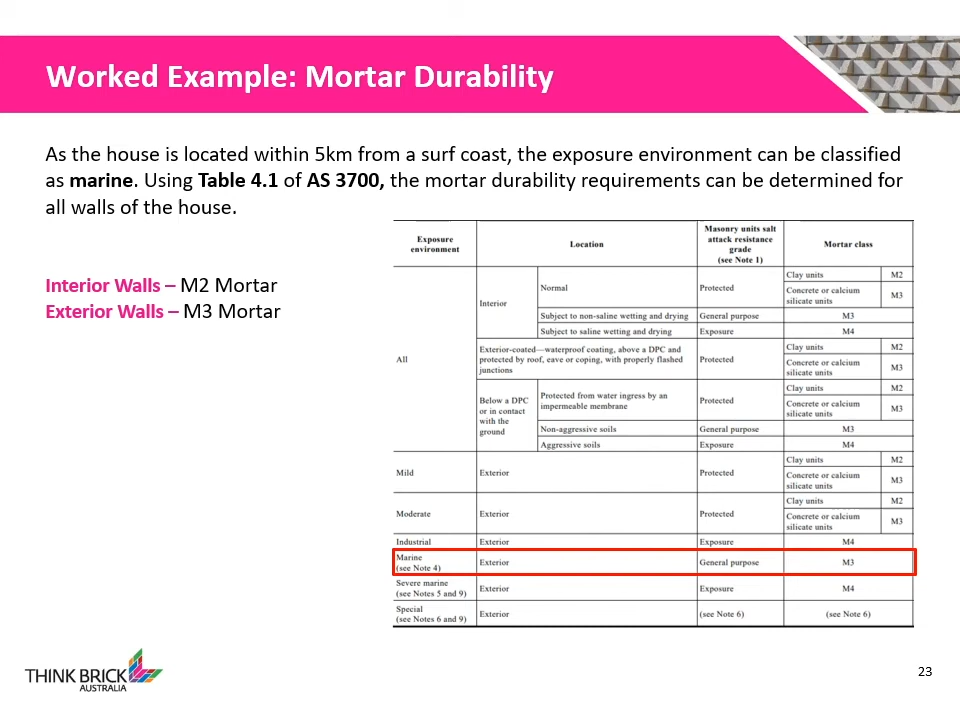 Worked Example: Mortar Durability
As the house is located within 5km from a surf coast, the exposure environment can be classified
as marine. Using Table 4.1 of AS 3700, the mortar durability requirements can be determined for
all walls of the house.
Interior Walls – M2 Mortar
Exterior Walls – M3 Mortar
Exposure
environment
Location
Masonry units salt
attack resistance
grade
(see Note 1)
Mortar class
All
Interior
Normal
Protected
Clay units M2
Concrete or calcium
silicate units
M3
Subject to non-saline wetting and drying General purpose M3
Subject to saline wetting and drying Exposure M4
Exterior-coated—waterproof coating, above a DPC and
protected by roof, eave or coping, with properly flashed
junctions
Protected
Clay units M2
Concrete or calcium
silicate units
M3
Below a DPC
or in contact
with the
ground
Protected from water ingress by an
impermeable membrane
Protected
Clay units M2
Concrete or calcium
silicate units
M3
Non-aggressive soils General purpose M3
Aggressive soils Exposure M4
Mild Exterior Protected
Clay units M2
Concrete or calcium
silicate units
M3
Moderate Exterior Protected
Clay units M2
Concrete or calcium
silicate units
M3
Industrial Exterior Exposure M4
Marine
(see Note 4)
Exterior General purpose M3
Severe marine
(see Notes 5 and 9)
Exterior Exposure M4
Special
(see Notes 6 and 9)
Exterior (see Note 6) (see Note 6)
THINK BRICK
AUSTRALIA
23